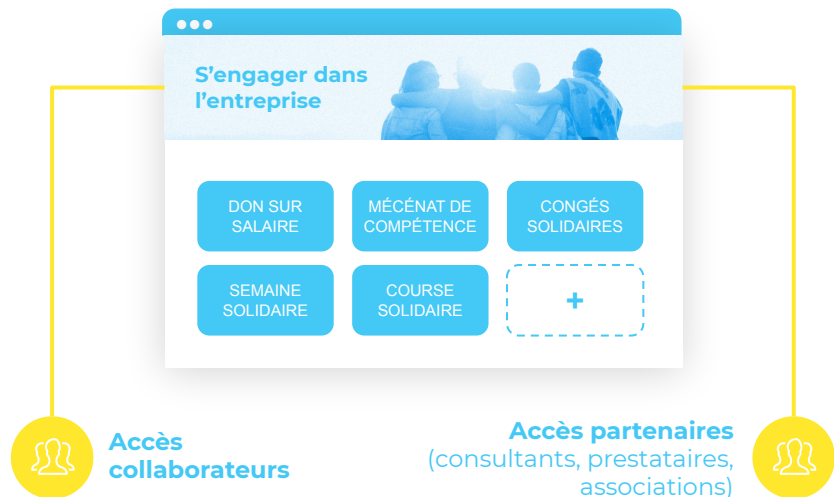 S'engager dans
l'entreprise
DON SUR
SALAIRE
MÉCÉNAT DE
COMPÉTENCE
CONGÉS
SOLIDAIRES
SEMAINE
SOLIDAIRE
COURSE
SOLIDAIRE
+
Accès
collaborateurs
Accès partenaires
(consultants, prestataires,
associations)